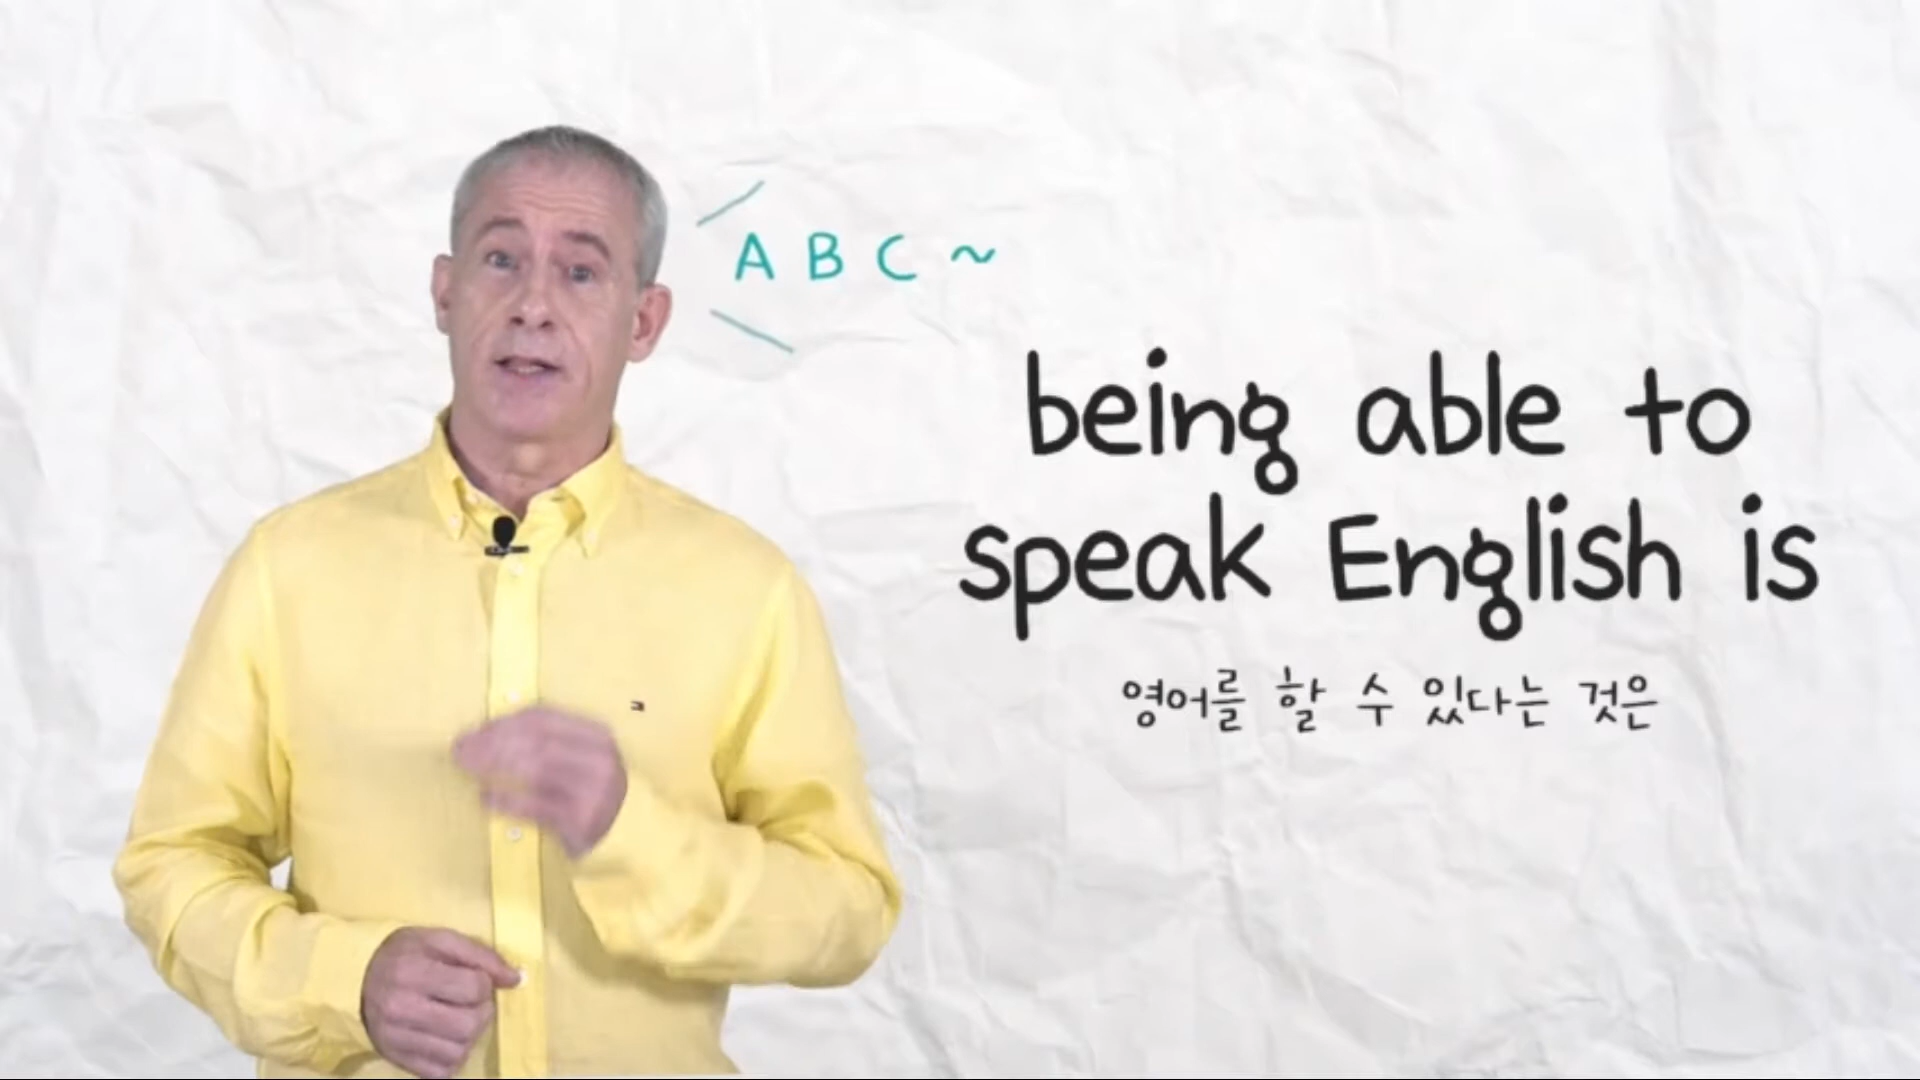 A B C ~
being able to
speak English is
영어를 할 수 있다는 것은